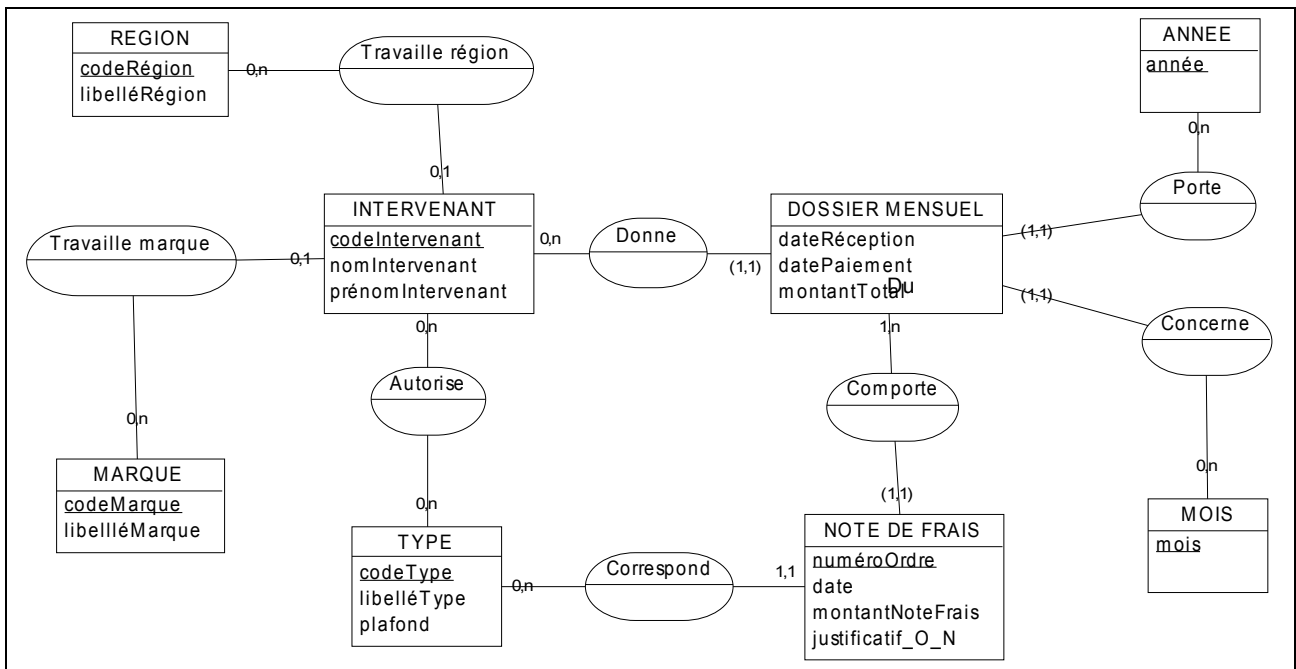 REGION
codeRégion
libelléRégion
0,n
Travaille région
0,1
ANNEE
année
0,n
Porte
(1,1)
INTERVENANT
codeIntervenant
nomIntervenant
prénomIntervenant
0,n
Donne
(1,1)
DOSSIER MENSUEL
dateRéception
datePaiement
montantTotal
Du
(1,1)
Concerne
0,n
MOIS
mois
Travaille marque
0,1
0,n
MARQUE
codeMarque
libellléMarque
0,n
Autorise
0,n
TYPE
codeType
libelléType
plafond
0,n
Correspond
1,1
1,n
Comporte
(1,1)
NOTE DE FRAIS
numéroOrdre
date
montantNoteFrais
justificatif_O_N